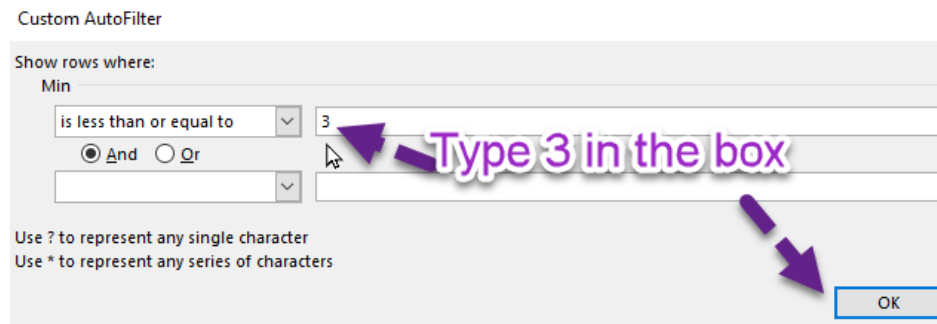 Custom AutoFilter
Show rows where:
Min
is less than or equal to 3
And Or
Type 3 in the box
Use ? to represent any single character
Use * to represent any series of characters
OK